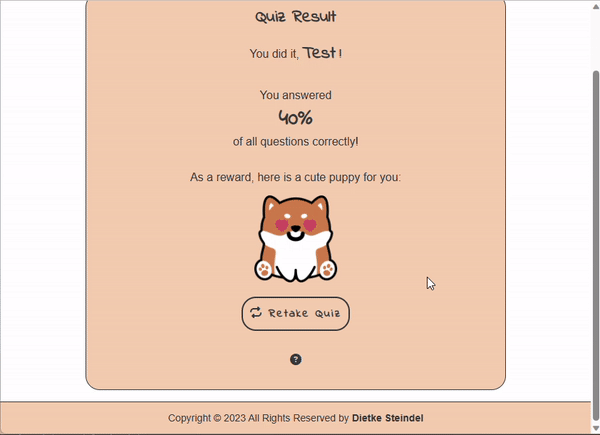 Quiz Result
You did it, Test !
You answered
40%
of all questions correctly!
As a reward, here is a cute puppy for you:
Retake Quiz
?
Copyright © 2023 All Rights Reserved by Dietke Steindel